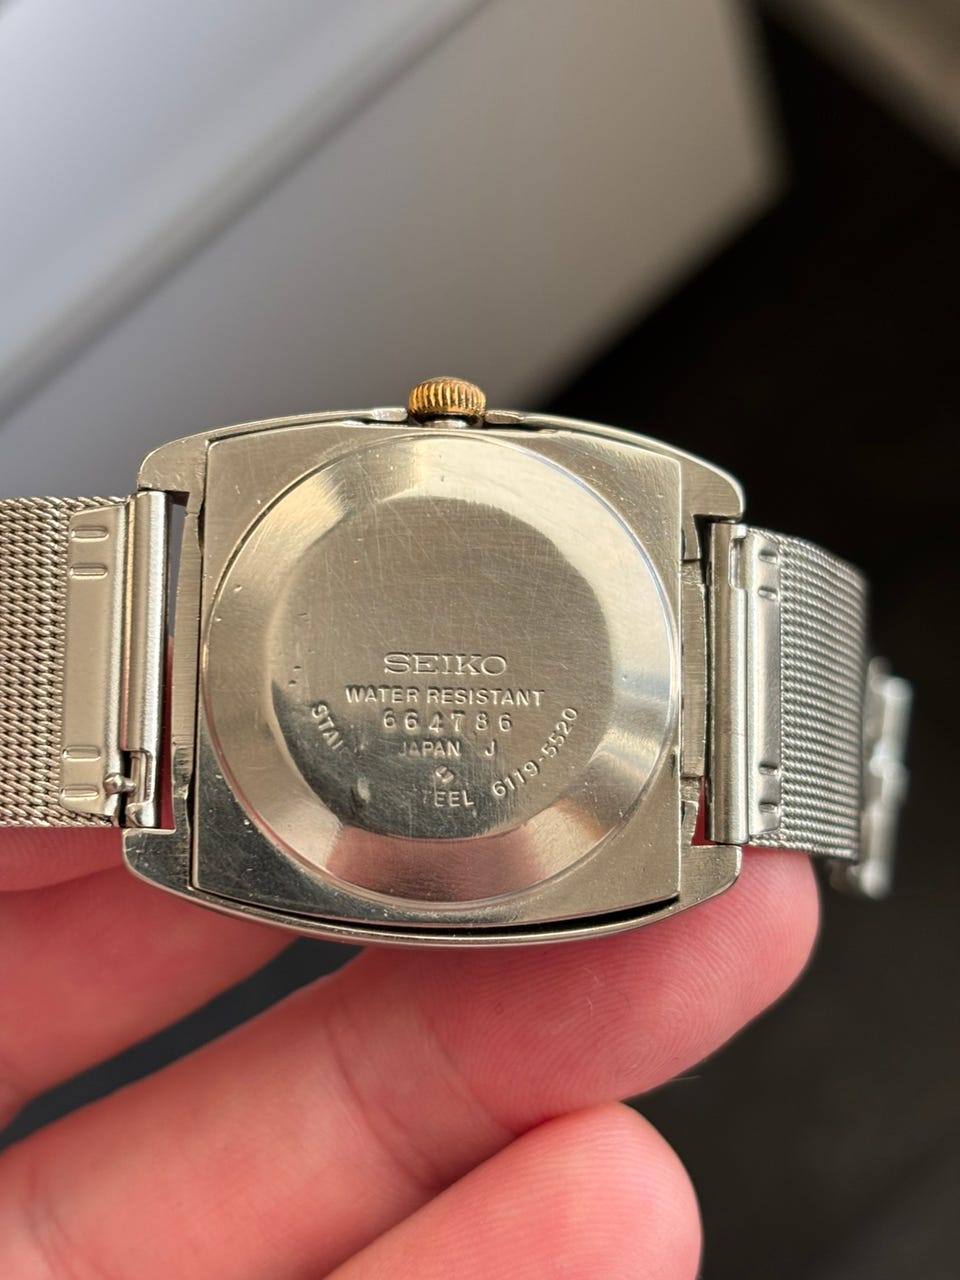 SEIKO
WATER RESISTANT
664786
JAPAN J
STAI
TEEL
6119-5520